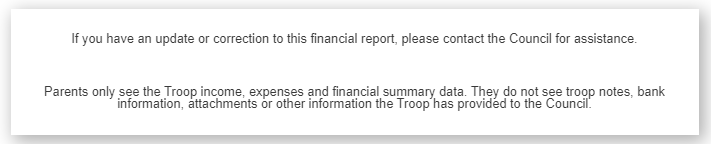 If you have an update or correction to this financial report, please contact the Council for assistance.
Parents only see the Troop income, expenses and financial summary data. They do not see troop notes, bank
information, attachments or other information the Troop has provided to the Council.